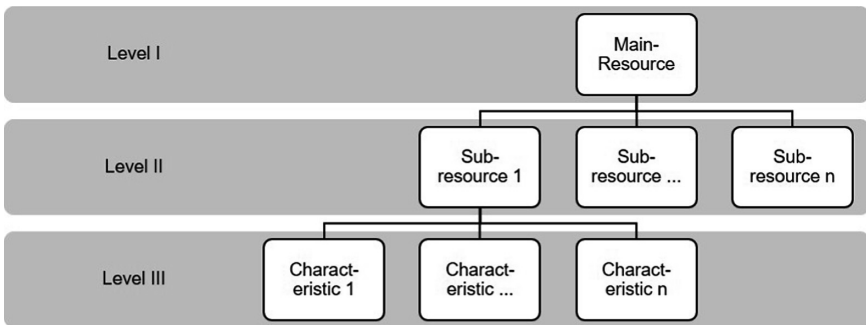 Level I
Main-
Resource
Level II
Sub-
resource 1
Sub-
resource ...
Sub-
resource n
Level III
Charact-
eristic 1
Charact-
eristic ...
Charact-
eristic n